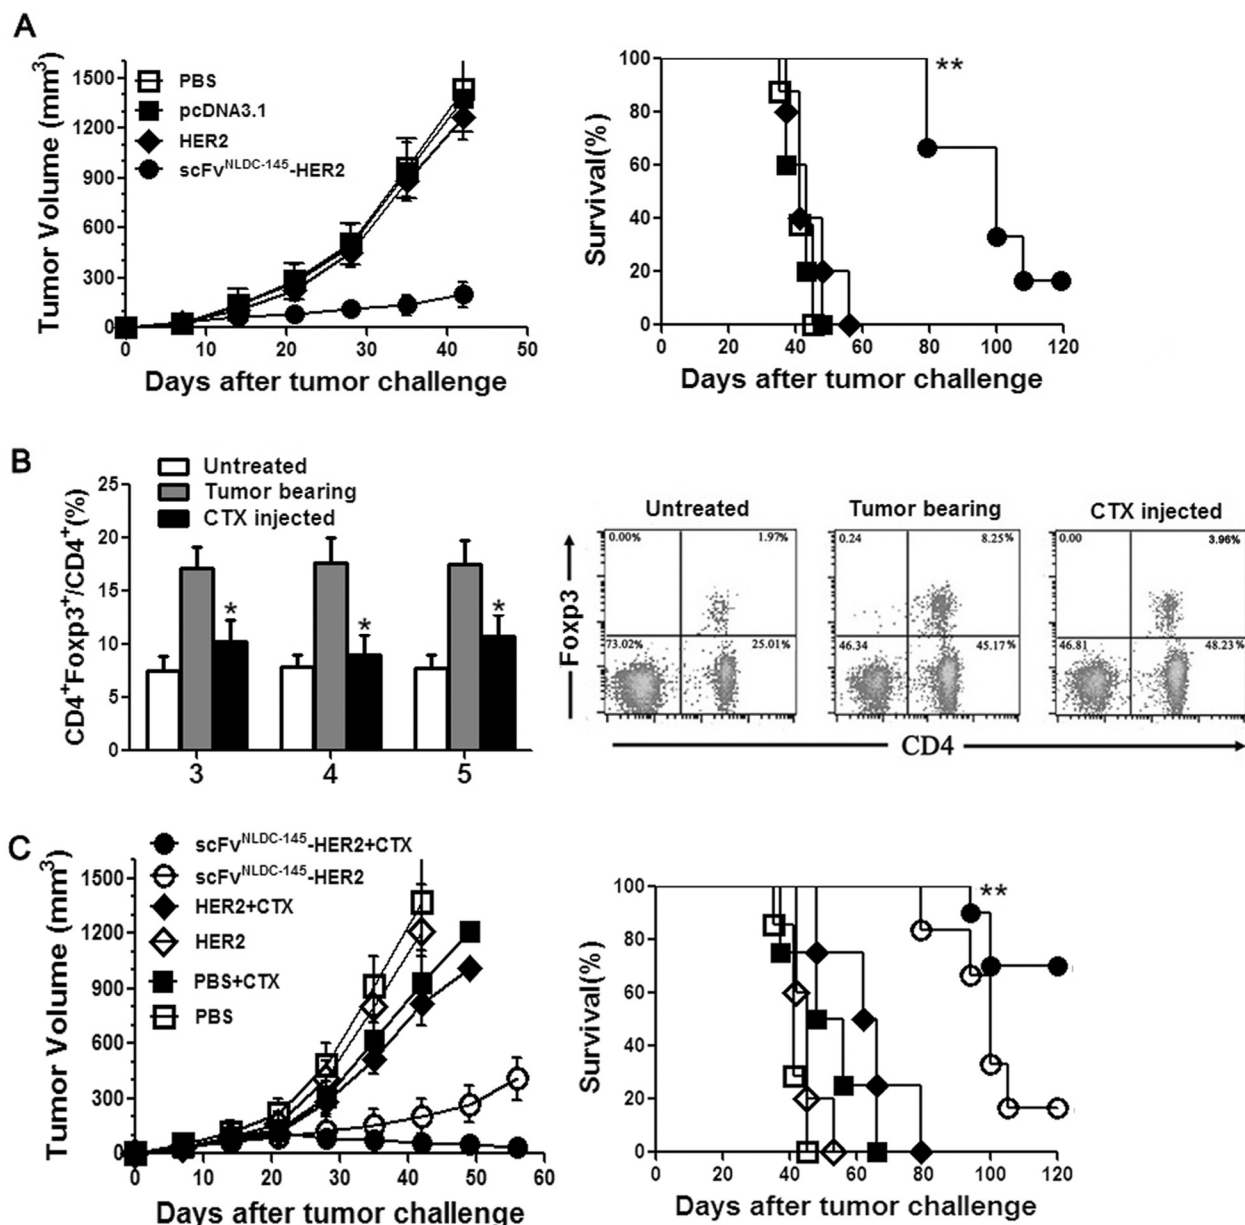 A
Tumor Volume (mm³)
1500
1200
900
600
300
0
PBS
pcDNA3.1
HER2
scFv^NLDC-145-HER2
0 10 20 30 40 50
Days after tumor challenge
Survival(%)
100
80
60
40
20
0
**
0 20 40 60 80 100 120
Days after tumor challenge
B
CD4⁺Foxp3⁺/CD4⁺(%)
25
20
15
10
5
0
Untreated
Tumor bearing
CTX injected
* * *
3 4 5
Untreated
Tumor bearing
CTX injected
Foxp3
0.00% 1.97%
73.02% 25.01%
0.24 8.25%
46.34 45.17%
0.00 3.96%
46.81 48.23%
CD4
C
Tumor Volume (mm³)
1500
1200
900
600
300
0
scFv^NLDC-145-HER2+CTX
scFv^NLDC-145-HER2
HER2+CTX
HER2
PBS+CTX
PBS
0 10 20 30 40 50 60
Days after tumor challenge
Survival(%)
100
80
60
40
20
0
**
0 20 40 60 80 100 120
Days after tumor challenge